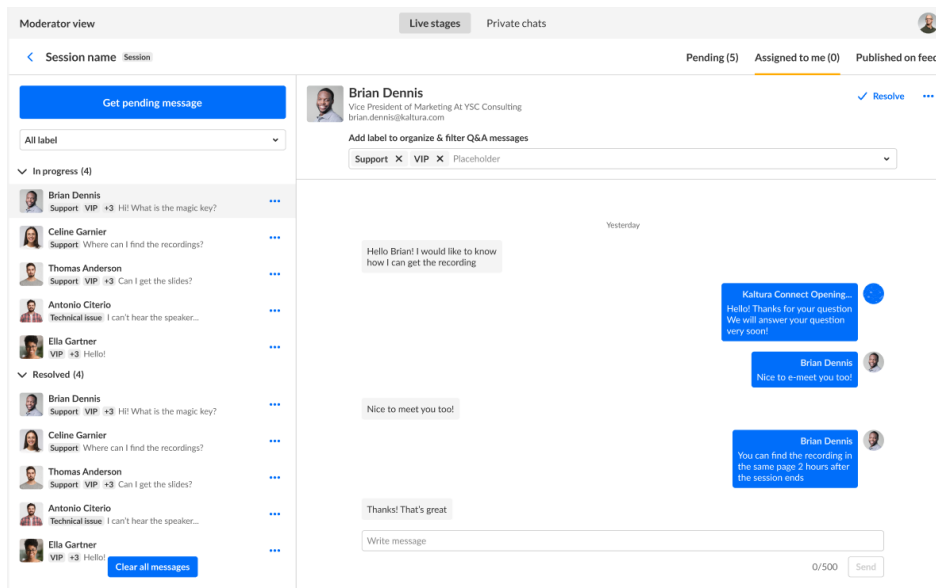 Moderator view
Live stages
Private chats
Session name
Session
Pending (5)
Assigned to me (0)
Published on feed
Get pending message
All label
In progress (4)
Brian Dennis
Support VIP +3 Hi! What is the magic key?
Celine Garnier
Support Where can I find the recordings?
Thomas Anderson
Support VIP +3 Can I get the slides?
Antonio Citerio
Technical issue I can't hear the speaker...
Ella Gartner
VIP +3 Hello!
Resolved (4)
Brian Dennis
Support VIP +3 Hi! What is the magic key?
Celine Garnier
Support Where can I find the recordings?
Thomas Anderson
Support VIP +3 Can I get the slides?
Antonio Citerio
Technical issue I can't hear the speaker...
Ella Gartner
VIP +3 Hello!
Clear all messages
Brian Dennis
Vice President of Marketing At YSC Consulting
brian.dennis@kaltura.com
Resolve
Add label to organize & filter Q&A messages
Support VIP Placeholder
Yesterday
Hello Brian! I would like to know
how I can get the recording
Kaltura Connect Opening...
Hello! Thanks for your question
We will answer your question
very soon!
Brian Dennis
Nice to e-meet you too!
Nice to meet you too!
Brian Dennis
You can find the recording in
the same page 2 hours after
the session ends
Thanks! That's great
Write message
0/500
Send